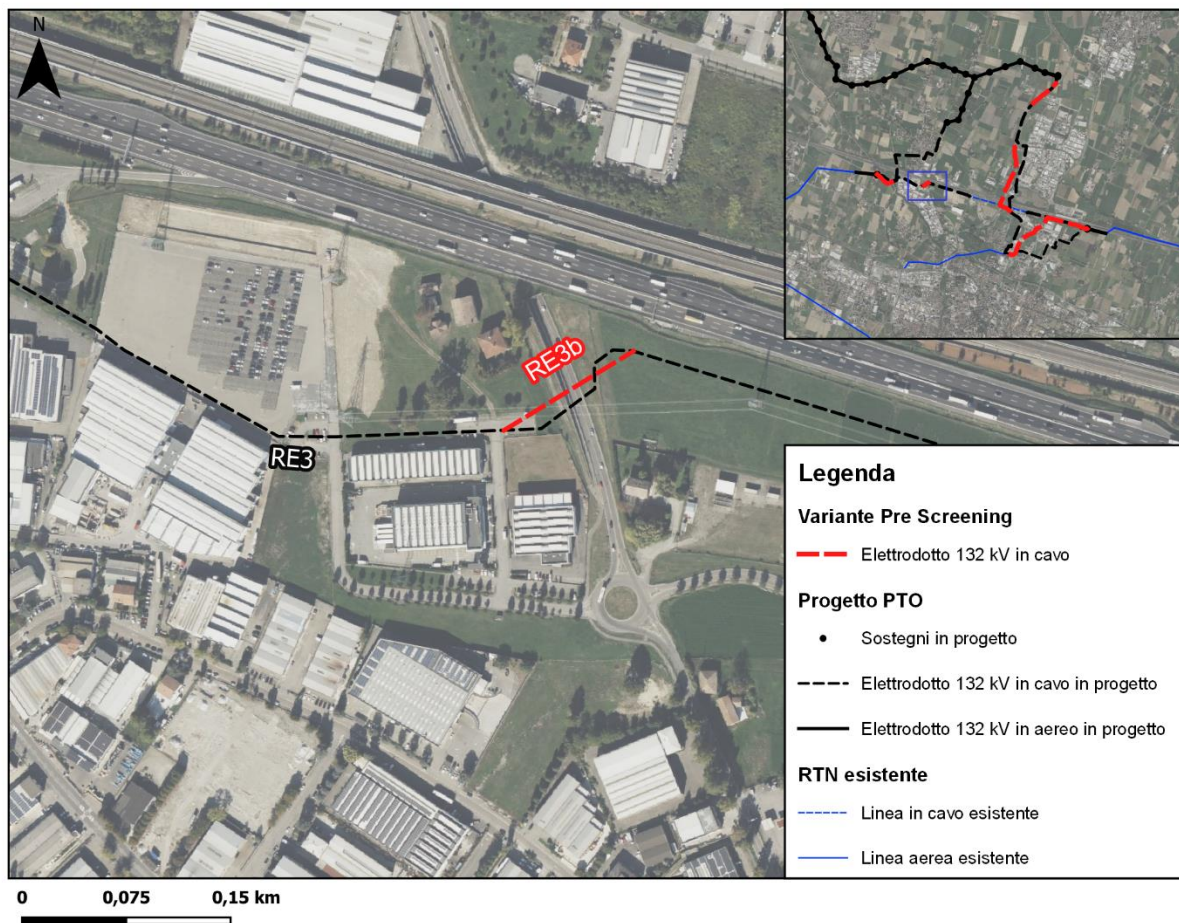 N
RE3b
RE3
Legenda
Variante Pre Screening
Elettrodotto 132 kV in cavo
Progetto PTO
Sostegni in progetto
Elettrodotto 132 kV in cavo in progetto
Elettrodotto 132 kV in aereo in progetto
RTN esistente
Linea in cavo esistente
Linea aerea esistente
0 0,075 0,15 km